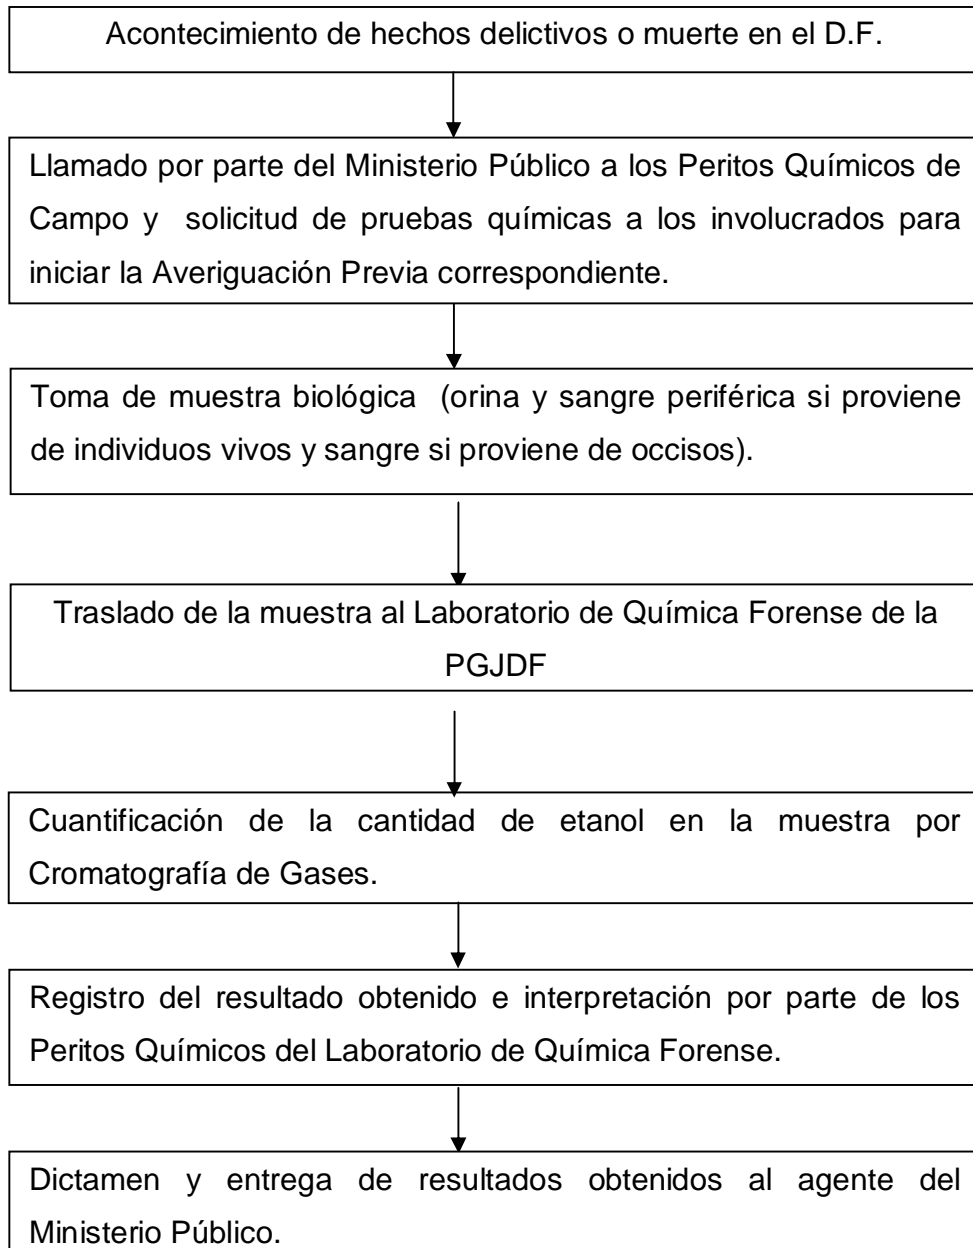 Acontecimiento de hechos delictivos o muerte en el D.F.
Llamado por parte del Ministerio Público a los Peritos Químicos de
Campo y  solicitud de pruebas químicas a los involucrados para
iniciar la Averiguación Previa correspondiente.
Toma de muestra biológica  (orina y sangre periférica si proviene
de individuos vivos y sangre si proviene de occisos).
Traslado de la muestra al Laboratorio de Química Forense de la
PGJDF
Cuantificación de la cantidad de etanol en la muestra por
Cromatografía de Gases.
Registro del resultado obtenido e interpretación por parte de los
Peritos Químicos del Laboratorio de Química Forense.
Dictamen y entrega de resultados obtenidos al agente del
Ministerio Público.